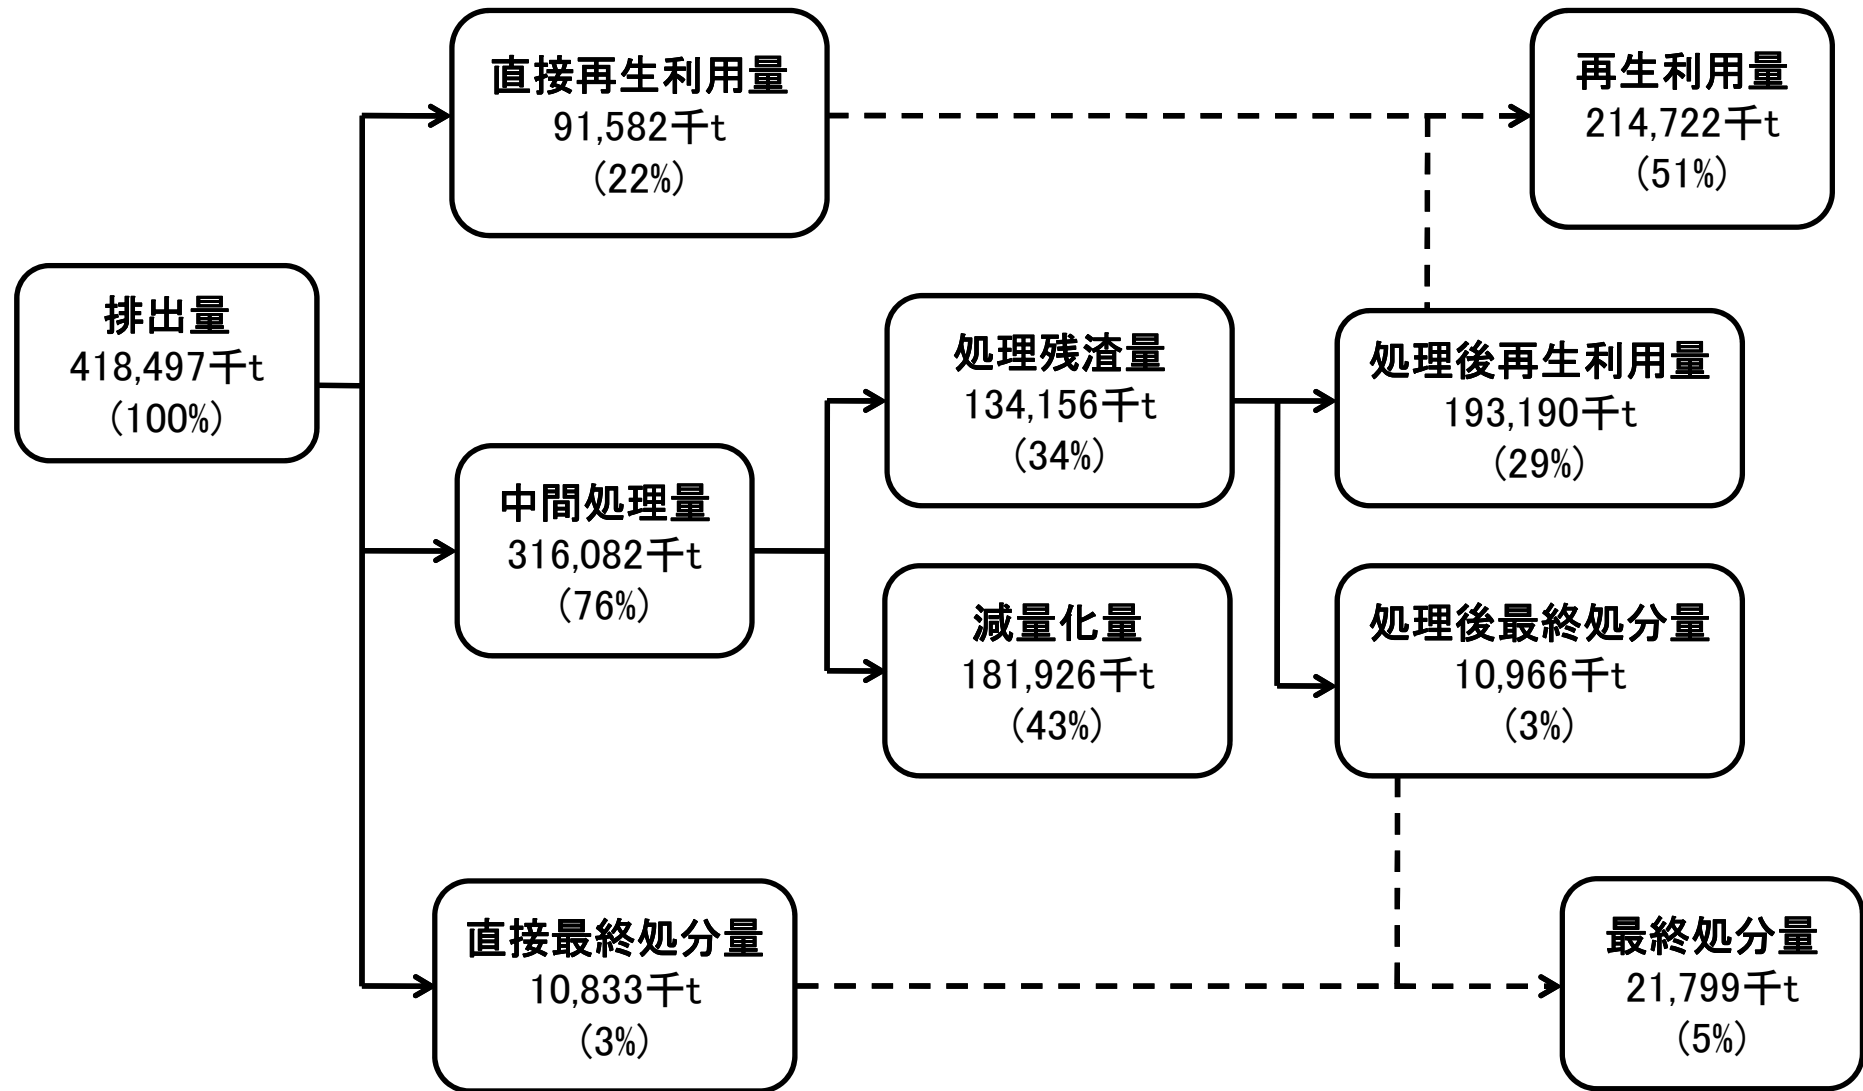 直接再生利用量
91,582千t
(22%)
再生利用量
214,722千t
(51%)
排出量
418,497千t
(100%)
処理残渣量
134,156千t
(34%)
処理後再生利用量
193,190千t
(29%)
中間処理量
316,082千t
(76%)
減量化量
181,926千t
(43%)
処理後最終処分量
10,966千t
(3%)
直接最終処分量
10,833千t
(3%)
最終処分量
21,799千t
(5%)